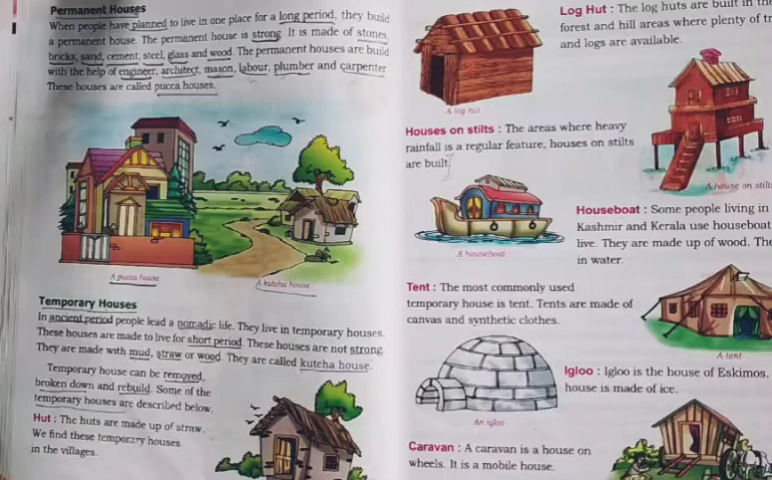 Permanent Houses
When people have planned to live in one place for a long period, they build
a permanent house. The permanent house is strong. It is made of stones,
bricks, sand, cement, steel, glass and wood. The permanent houses are build
with the help of engineer, architect, mason, labour, plumber and carpenter
These houses are called pucca houses.
A pucca house
A kutcha house
Temporary Houses
In ancient period people lead a nomadic life. They live in temporary houses.
These houses are made to live for short period. These houses are not strong.
They are made with mud, straw or wood. They are called kutcha house.
Temporary house can be removed,
broken down and rebuild. Some of the
temporary houses are described below.
Hut : The huts are made up of straw.
We find these temporary houses
in the villages.
Log Hut : The log huts are built in the
forest and hill areas where plenty of
and logs are available.
A log hut
Houses on stilts : The areas where heavy
rainfall is a regular feature, houses on stilts
are built.
A house on stilts
Houseboat : Some people living in
Kashmir and Kerala use houseboat
live. They are made up of wood.
in water.
A houseboat
Tent : The most commonly used
temporary house is tent. Tents are made of
canvas and synthetic clothes.
A tent
Igloo : Igloo is the house of Eskimos.
house is made of ice.
An igloo
Caravan : A caravan is a house on
wheels. It is a mobile house.